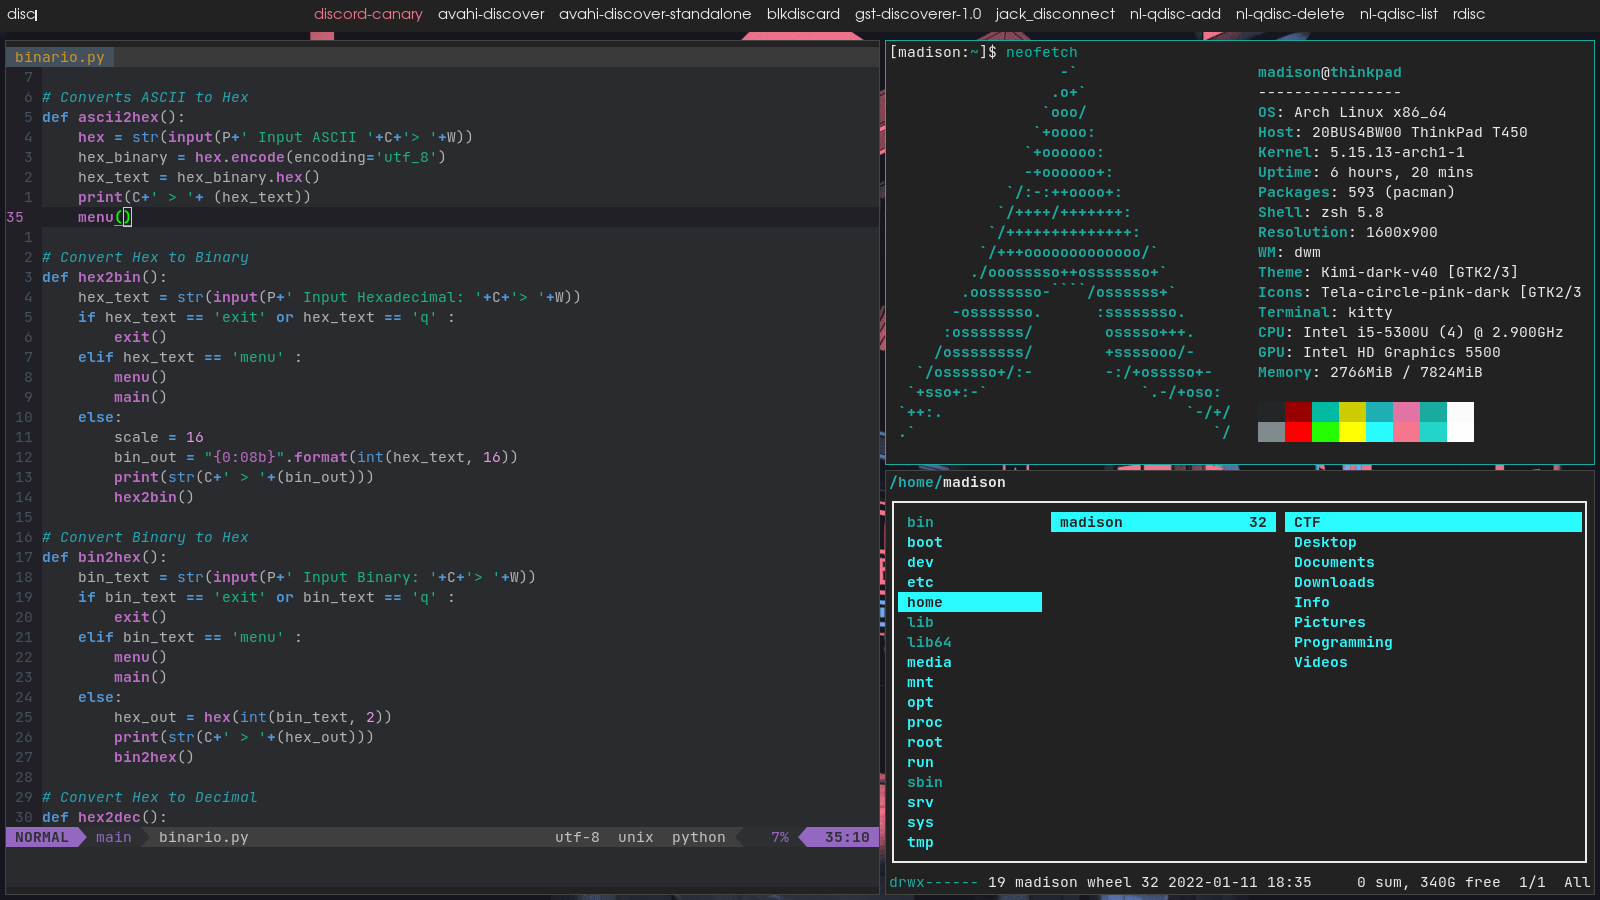 disc discord-canary avahi-discover avahi-discover-standalone blkdiscard gst-discoverer-1.0 jack_disconnect nl-qdisc-add nl-qdisc-delete nl-qdisc-list rdisc
binario.py
7
6 # Converts ASCII to Hex
5 def ascii2hex():
4     hex = str(input(P+' Input ASCII '+C+'> '+W))
3     hex_binary = hex.encode(encoding='utf_8')
2     hex_text = hex_binary.hex()
1     print(C+' > '+ (hex_text))
35     menu()
1
2 # Convert Hex to Binary
3 def hex2bin():
4     hex_text = str(input(P+' Input Hexadecimal: '+C+'> '+W))
5     if hex_text == 'exit' or hex_text == 'q' :
6         exit()
7     elif hex_text == 'menu' :
8         menu()
9         main()
10     else:
11         scale = 16
12         bin_out = "{0:08b}".format(int(hex_text, 16))
13         print(str(C+' > '+(bin_out)))
14         hex2bin()
15
16 # Convert Binary to Hex
17 def bin2hex():
18     bin_text = str(input(P+' Input Binary: '+C+'> '+W))
19     if bin_text == 'exit' or bin_text == 'q' :
20         exit()
21     elif bin_text == 'menu' :
22         menu()
23         main()
24     else:
25         hex_out = hex(int(bin_text, 2))
26         print(str(C+' > '+(hex_out)))
27         bin2hex()
28
29 # Convert Hex to Decimal
30 def hex2dec():
NORMAL main binario.py utf-8 unix python 7% 35:10
[madison:~]$ neofetch
                   -`
                  .o+`
                 `ooo/
                `+oooo:
               `+oooooo:
               -+oooooo+:
             `/:-:++oooo+:
            `/++++/+++++++:
           `/++++++++++++++:
          `/+++ooooooooooooo/`
         ./ooosssso++osssssso+`
        .oossssso-````/ossssss+`
       -osssssso.      :ssssssso.
      :osssssss/        osssso+++.
     /ossssssss/        +ssssooo/-
   `/ossssso+/:-        -:/+osssso+-
  `+sso+:-`                 `.-/+oso:
 `++:.                           `-/+/
 .`                                 `/
madison@thinkpad
----------------
OS: Arch Linux x86_64
Host: 20BUS4BW00 ThinkPad T450
Kernel: 5.15.13-arch1-1
Uptime: 6 hours, 20 mins
Packages: 593 (pacman)
Shell: zsh 5.8
Resolution: 1600x900
WM: dwm
Theme: Kimi-dark-v40 [GTK2/3]
Icons: Tela-circle-pink-dark [GTK2/3
Terminal: kitty
CPU: Intel i5-5300U (4) @ 2.900GHz
GPU: Intel HD Graphics 5500
Memory: 2766MiB / 7824MiB
/home/madison
bin
boot
dev
etc
home
lib
lib64
media
mnt
opt
proc
root
run
sbin
srv
sys
tmp
madison 32
CTF
Desktop
Documents
Downloads
Info
Pictures
Programming
Videos
drwx------ 19 madison wheel 32 2022-01-11 18:35 0 sum, 340G free 1/1 All